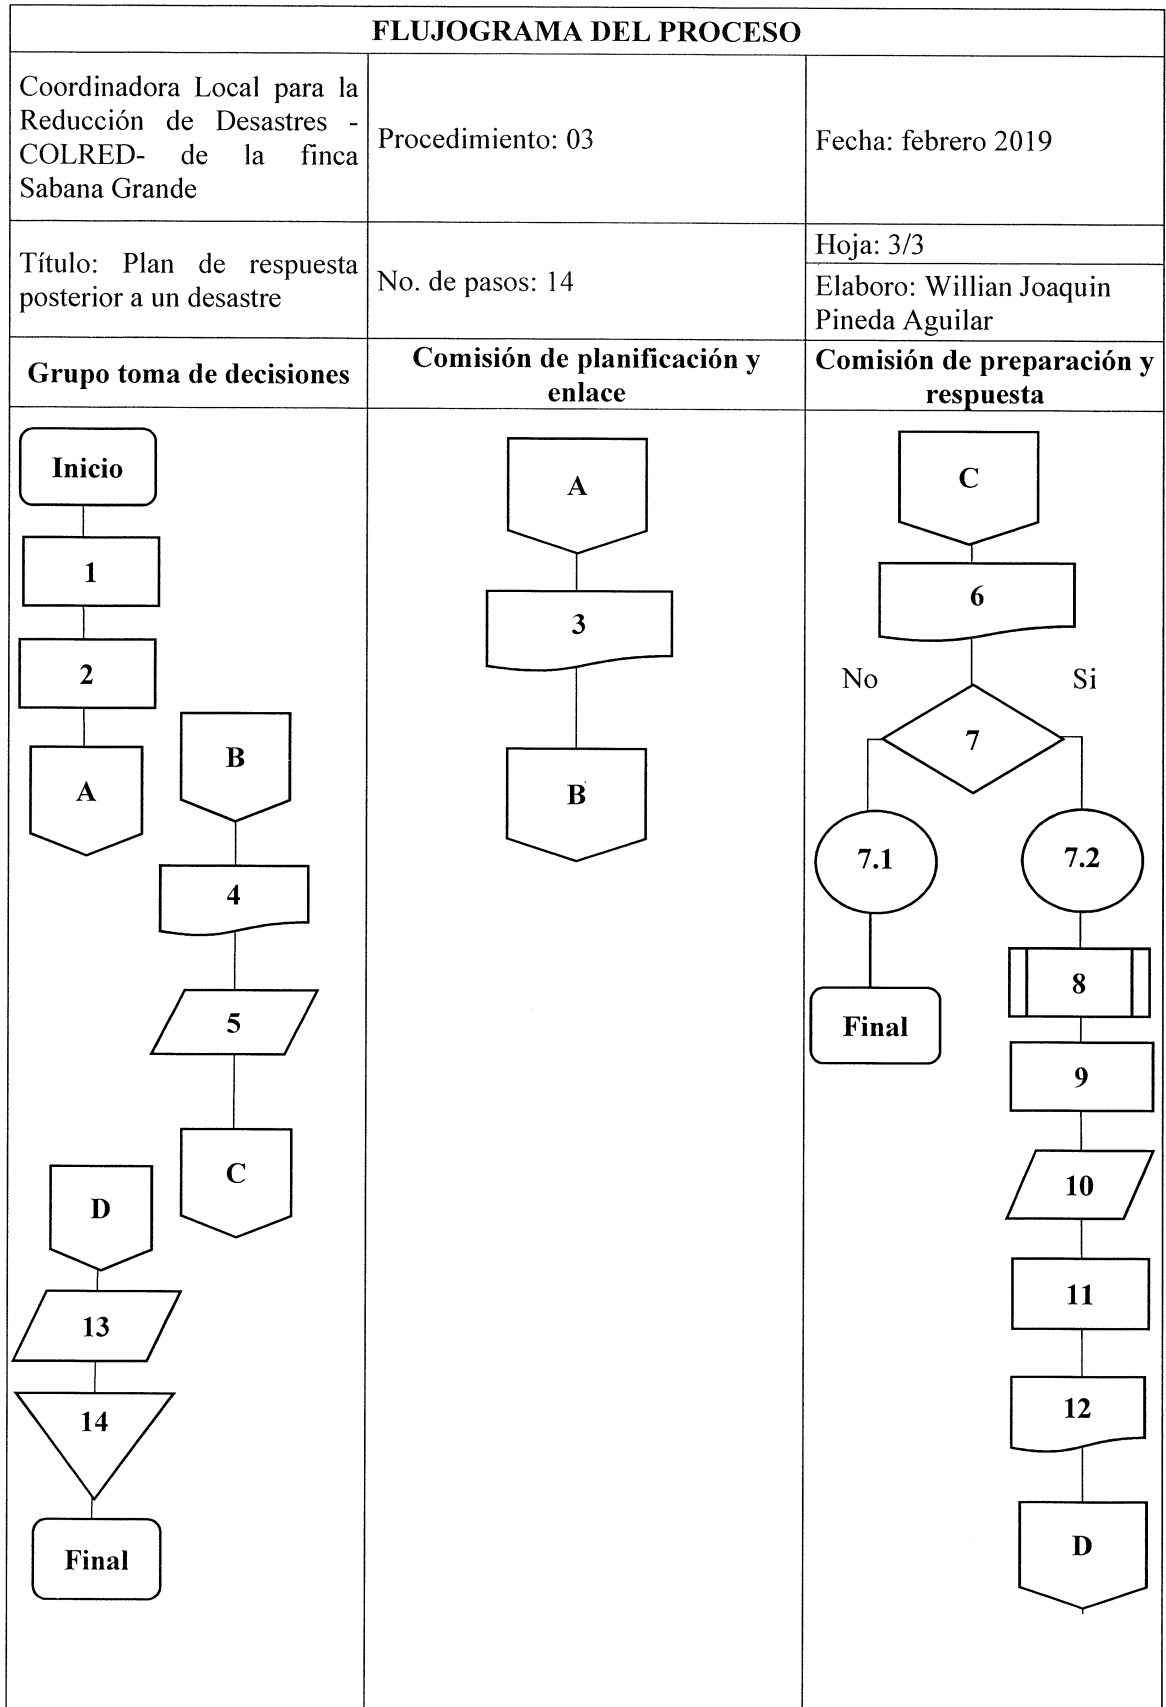 FLUJOGRAMA DEL PROCESO
Coordinadora Local para la
Reducción de Desastres -
COLRED- de la finca
Sabana Grande
Procedimiento: 03
Fecha: febrero 2019
Título: Plan de respuesta
posterior a un desastre
No. de pasos: 14
Hoja: 3/3
Elaboro: Willian Joaquin
Pineda Aguilar
Grupo toma de decisiones
Comisión de planificación y
enlace
Comisión de preparación y
respuesta
Inicio
1
2
A
B
4
5
C
D
13
14
Final
A
3
B
C
6
No
Si
7
7.1
7.2
Final
8
9
10
11
12
D